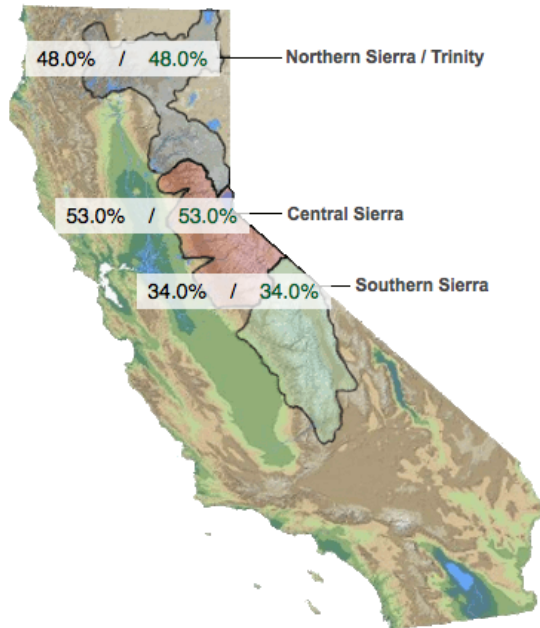 48.0% / 48.0% Northern Sierra / Trinity
53.0% / 53.0% Central Sierra
34.0% / 34.0% Southern Sierra